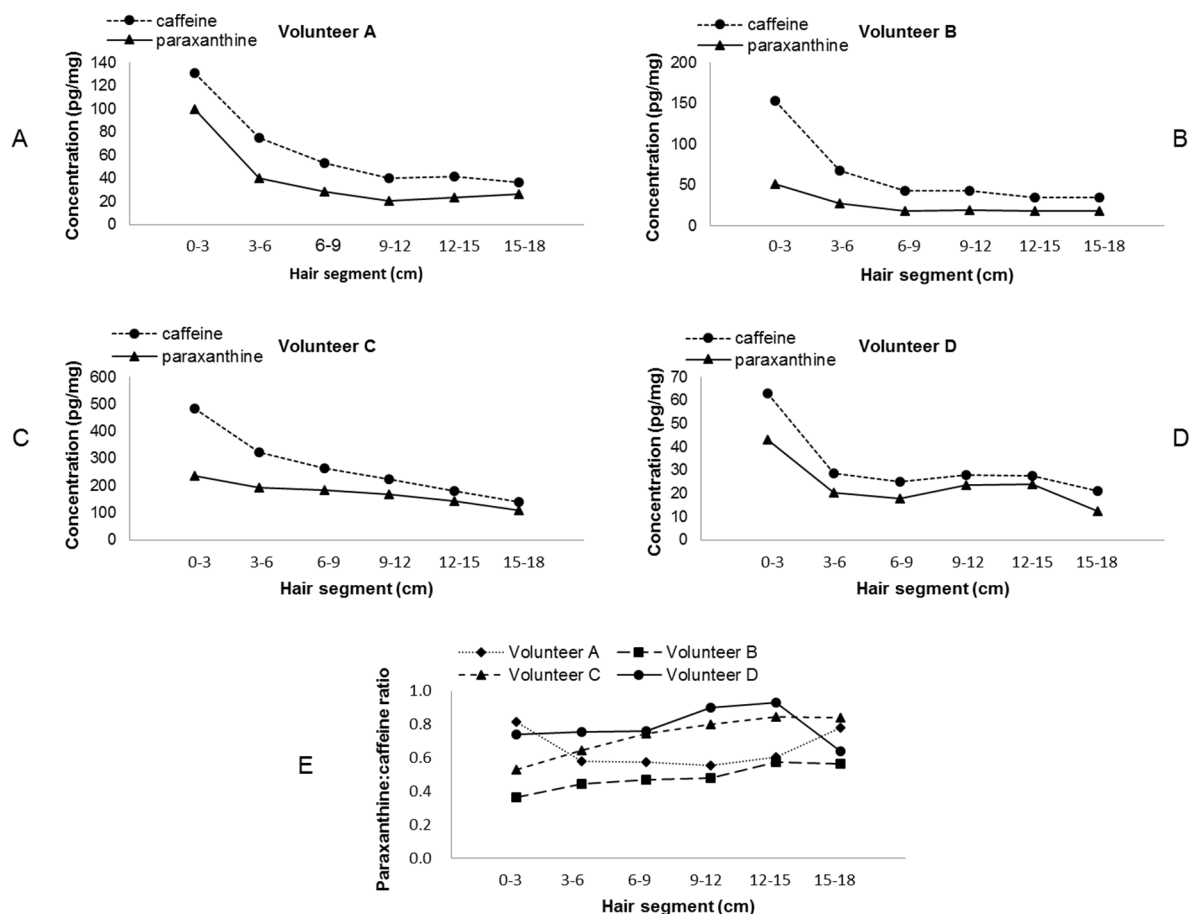 A
caffeine
paraxanthine
Volunteer A
Concentration (pg/mg)
140
120
100
80
60
40
20
0
0-3 3-6 6-9 9-12 12-15 15-18
Hair segment (cm)
B
caffeine
paraxanthine
Volunteer B
Concentration (pg/mg)
200
150
100
50
0
0-3 3-6 6-9 9-12 12-15 15-18
Hair segment (cm)
C
caffeine
paraxanthine
Volunteer C
Concentration (pg/mg)
600
500
400
300
200
100
0
0-3 3-6 6-9 9-12 12-15 15-18
Hair segment (cm)
D
caffeine
paraxanthine
Volunteer D
Concentration (pg/mg)
70
60
50
40
30
20
10
0
0-3 3-6 6-9 9-12 12-15 15-18
Hair segment (cm)
E
Volunteer A Volunteer B
Volunteer C Volunteer D
Paraxanthine:caffeine ratio
1.0
0.8
0.6
0.4
0.2
0.0
0-3 3-6 6-9 9-12 12-15 15-18
Hair segment (cm)